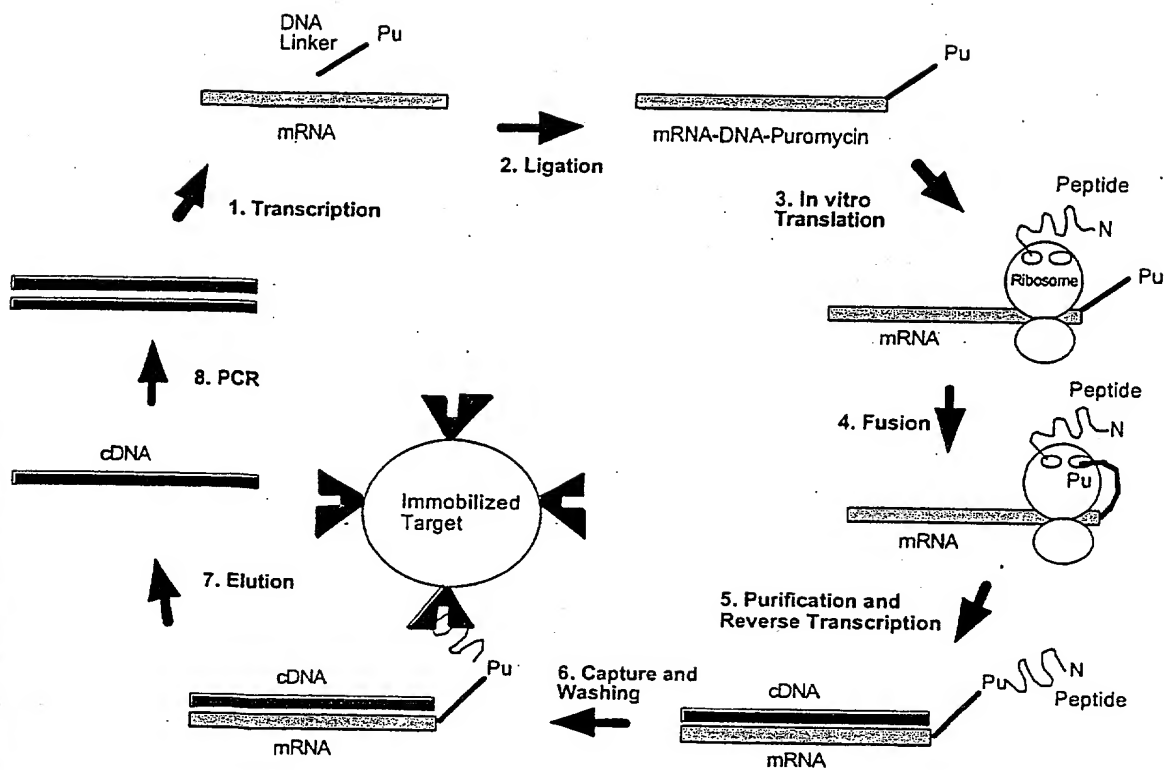 DNA
Linker
Pu
mRNA
Pu
mRNA-DNA-Puromycin
2. Ligation
1. Transcription
3. In vitro
Translation
Peptide
N
Ribosome
Pu
mRNA
8. PCR
4. Fusion
Peptide
N
Pu
mRNA
cDNA
Immobilized
Target
7. Elution
5. Purification and
Reverse Transcription
Pu
cDNA
mRNA
6. Capture and
Washing
Pu
N
Peptide
cDNA
mRNA